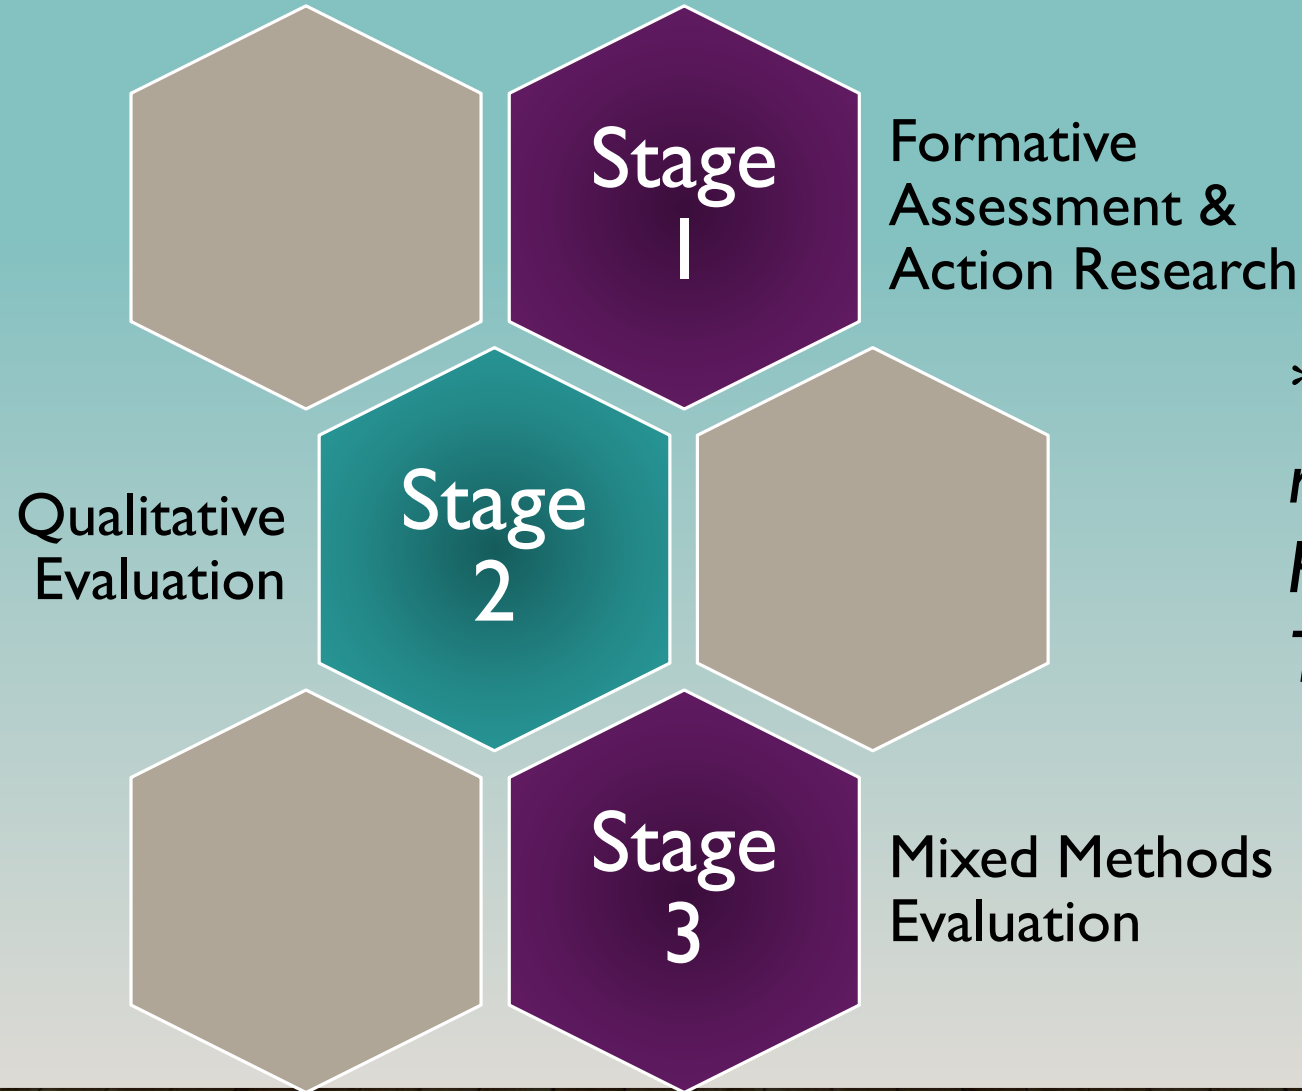 Stage
1
Formative
Assessment &
Action Research
Qualitative
Evaluation
Stage
2
Stage
3
Mixed Methods
Evaluation